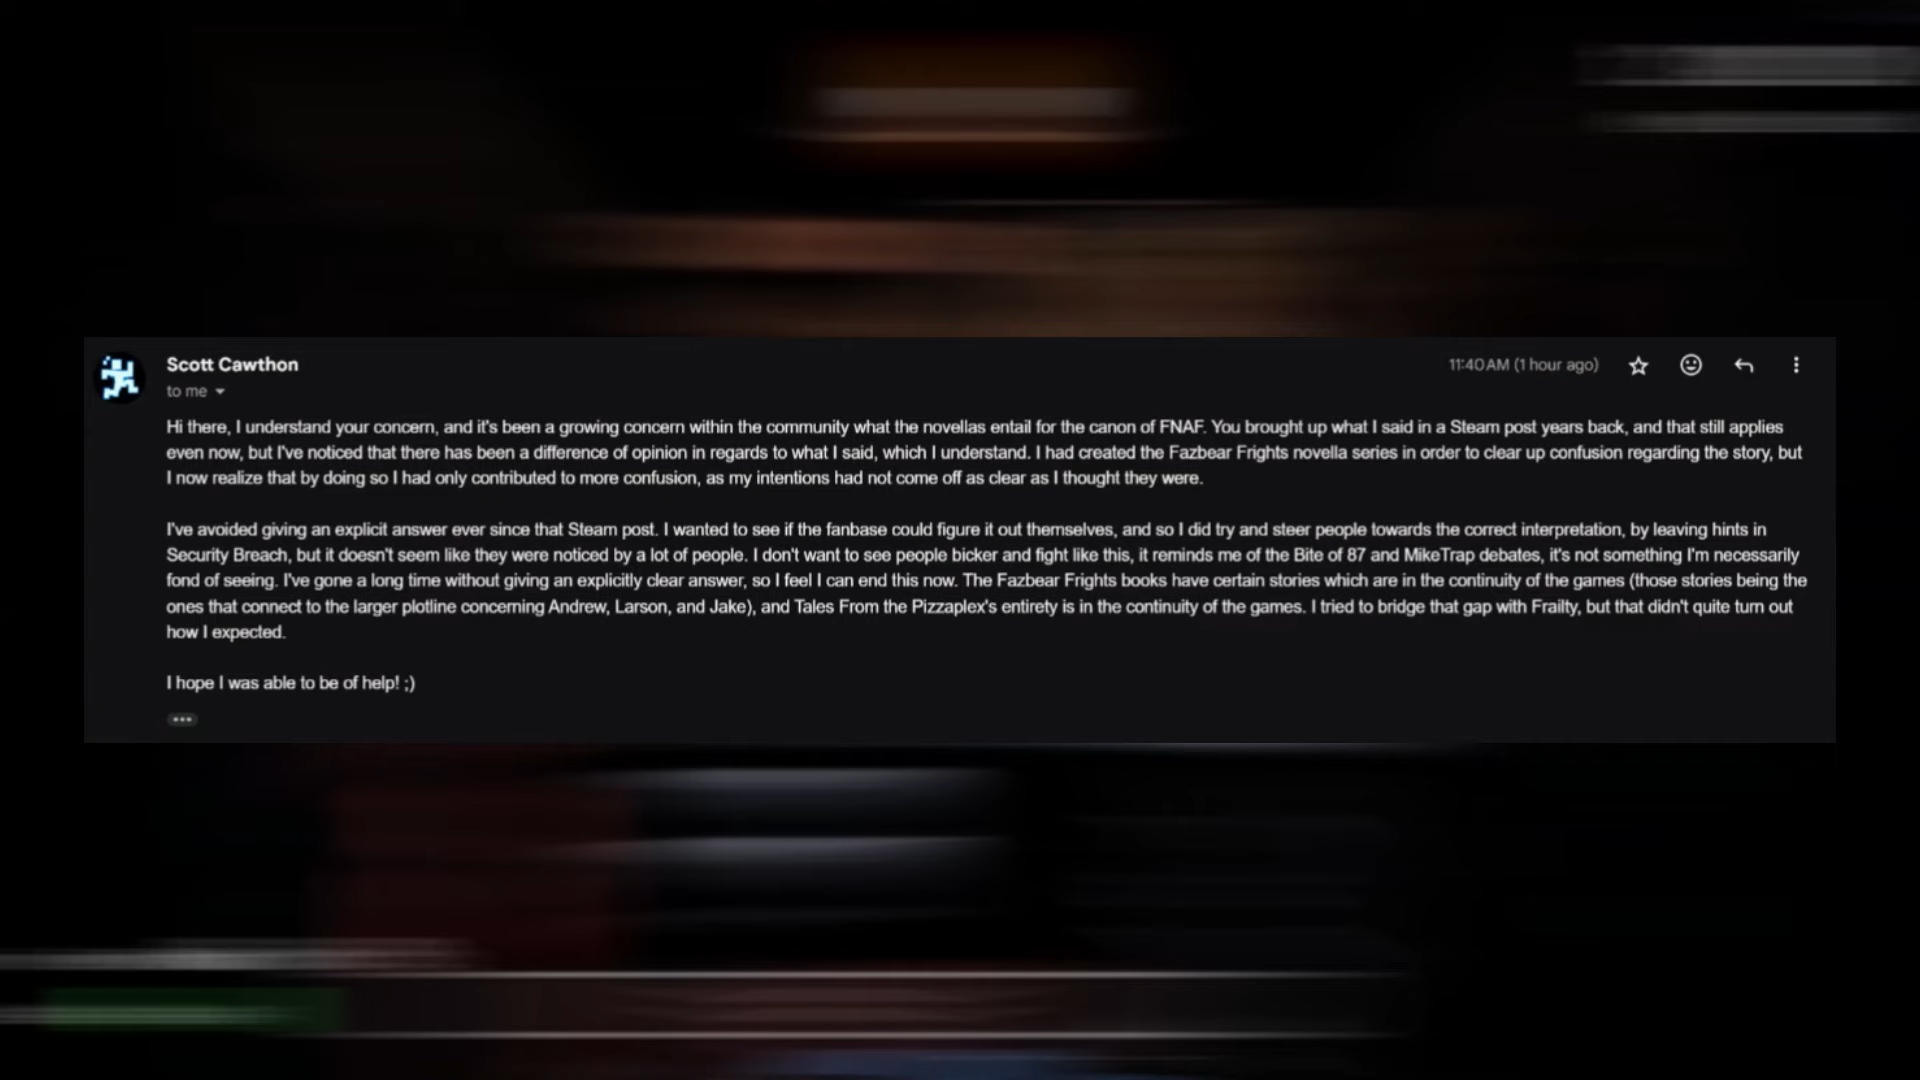 Scott Cawthon
11:40 AM (1 hour ago)
to me
Hi there, I understand your concern, and it's been a growing concern within the community what the novellas entail for the canon of FNAF. You brought up what I said in a Steam post years back, and that still applies
even now, but I've noticed that there has been a difference of opinion in regards to what I said, which I understand. I had created the Fazbear Frights novella series in order to clear up confusion regarding the story, but
I now realize that by doing so I had only contributed to more confusion, as my intentions had not come off as clear as I thought they were.
I've avoided giving an explicit answer ever since that Steam post. I wanted to see if the fanbase could figure it out themselves, and so I did try and steer people towards the correct interpretation, by leaving hints in
Security Breach, but it doesn't seem like they were noticed by a lot of people. I don't want to see people bicker and fight like this, it reminds me of the Bite of 87 and MikeTrap debates, it's not something I'm necessarily
fond of seeing. I've gone a long time without giving an explicitly clear answer, so I feel I can end this now. The Fazbear Frights books have certain stories which are in the continuity of the games (those stories being the
ones that connect to the larger plotline concerning Andrew, Larson, and Jake), and Tales From the Pizzaplex's entirety is in the continuity of the games. I tried to bridge that gap with Frailty, but that didn't quite turn out
how I expected.
I hope I was able to be of help! ;)